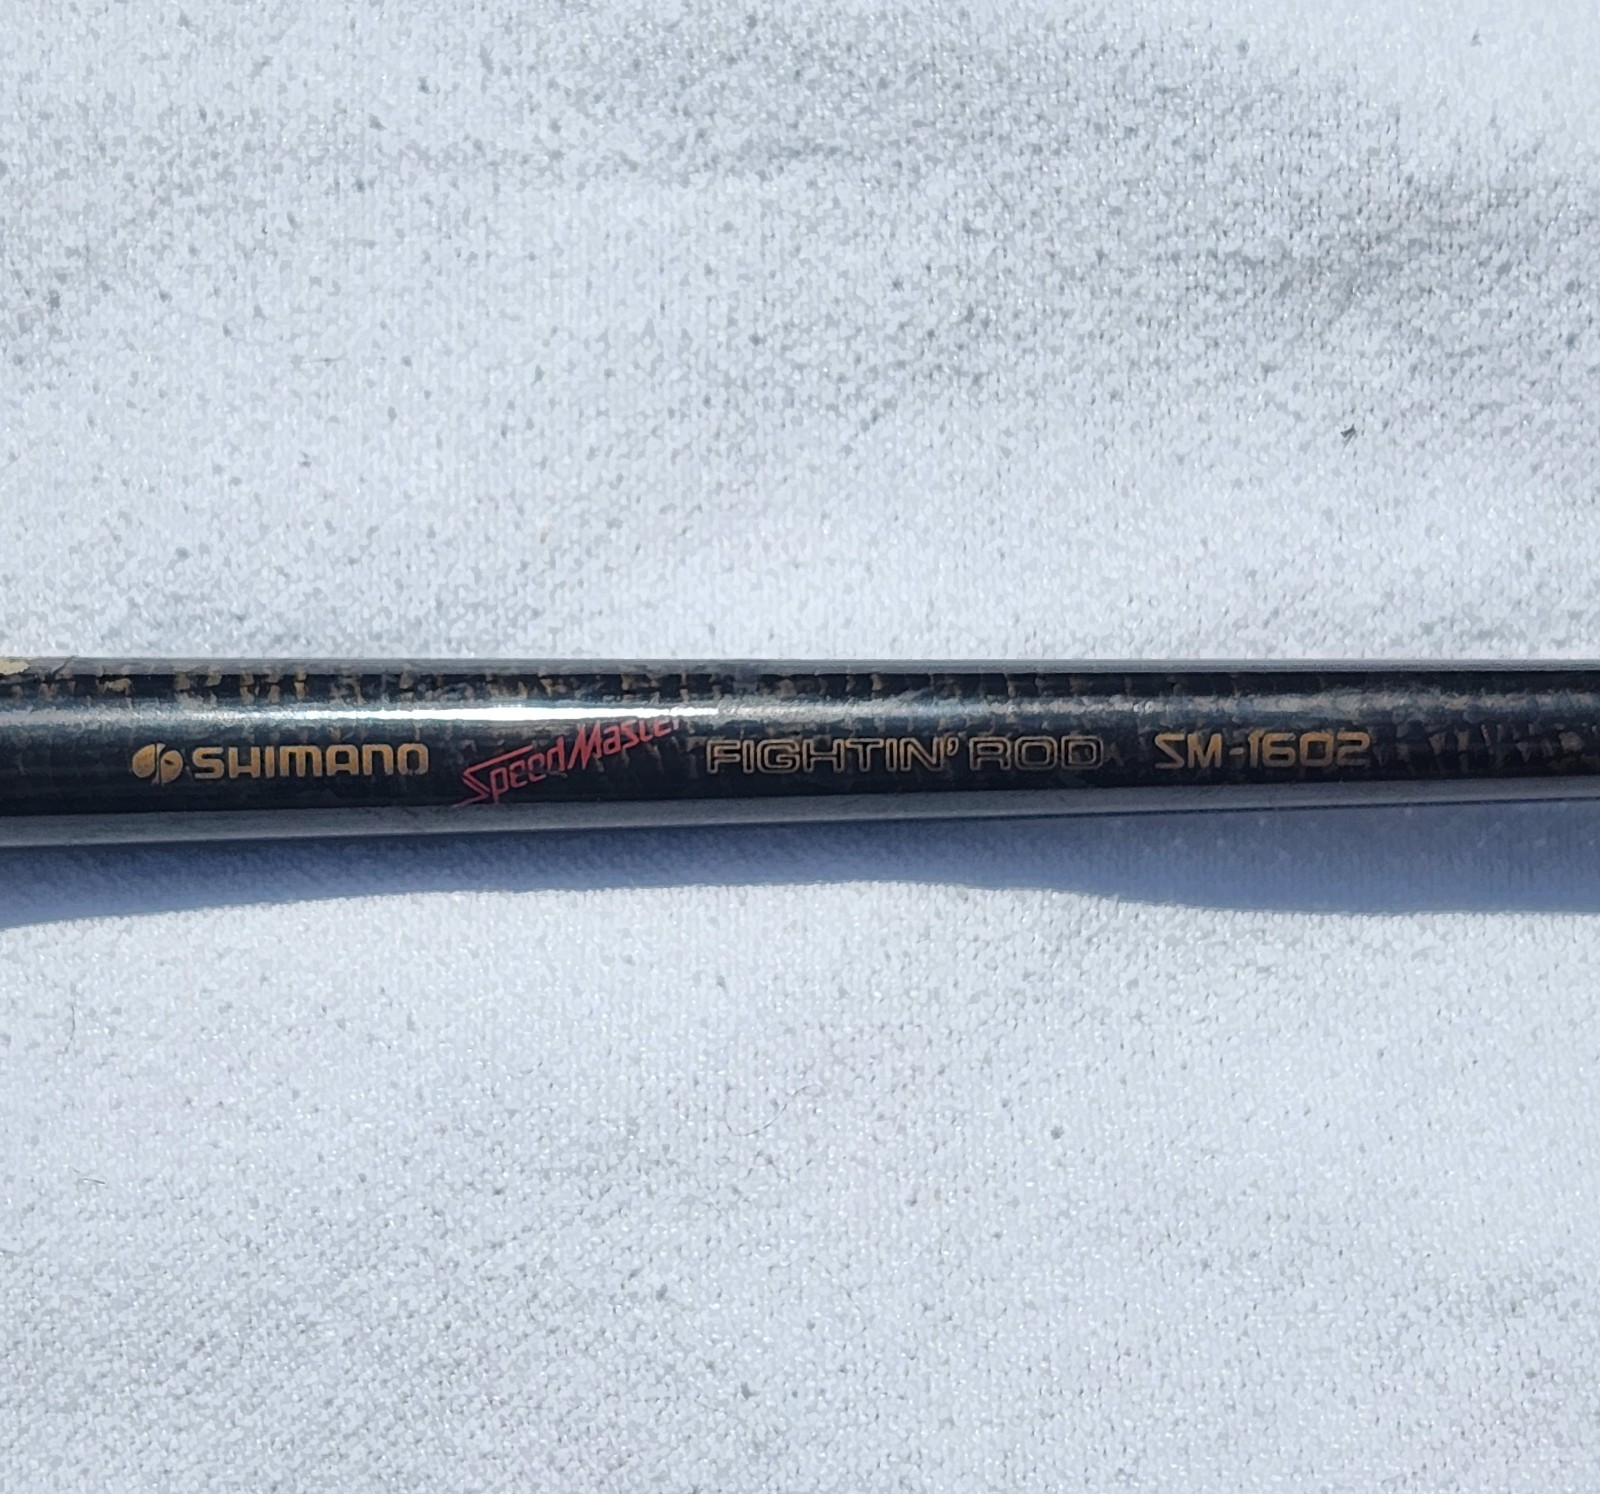 SHIMANO SpeedMaster FIGHTIN' ROD SM-1602